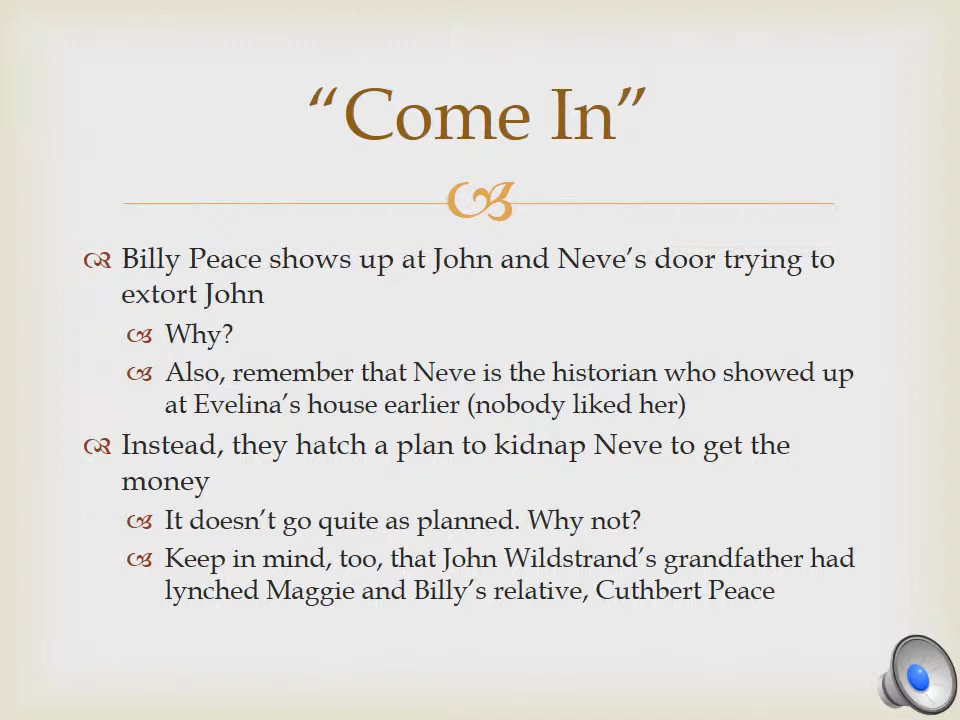 “Come In”
Billy Peace shows up at John and Neve’s door trying to
extort John
Why?
Also, remember that Neve is the historian who showed up
at Evelina’s house earlier (nobody liked her)
Instead, they hatch a plan to kidnap Neve to get the
money
It doesn’t go quite as planned. Why not?
Keep in mind, too, that John Wildstrand’s grandfather had
lynched Maggie and Billy’s relative, Cuthbert Peace